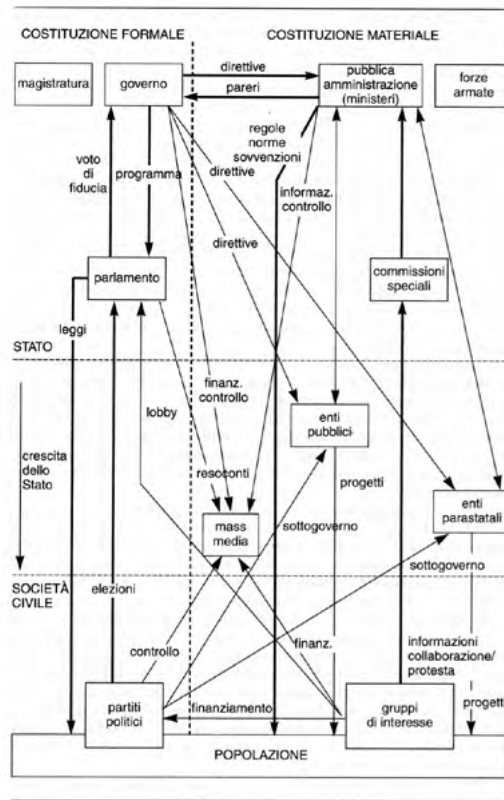 COSTITUZIONE FORMALE
COSTITUZIONE MATERIALE
magistratura
governo
direttive
pareri
pubblica
amministrazione
(ministeri)
forze
armate
voto
di
fiducia
programma
regole
norme
sovvenzioni
direttive
informaz.
controllo
direttive
parlamento
commissioni
speciali
leggi
STATO
finanz.
controllo
lobby
enti
pubblici
crescita
dello
Stato
resoconti
progetti
mass
media
sottogoverno
enti
parastatali
sottogoverno
SOCIETÀ
CIVILE
elezioni
controllo
finanz.
informazioni
collaborazione/
protesta
partiti
politici
finanziamento
gruppi
di interesse
progetti
POPOLAZIONE